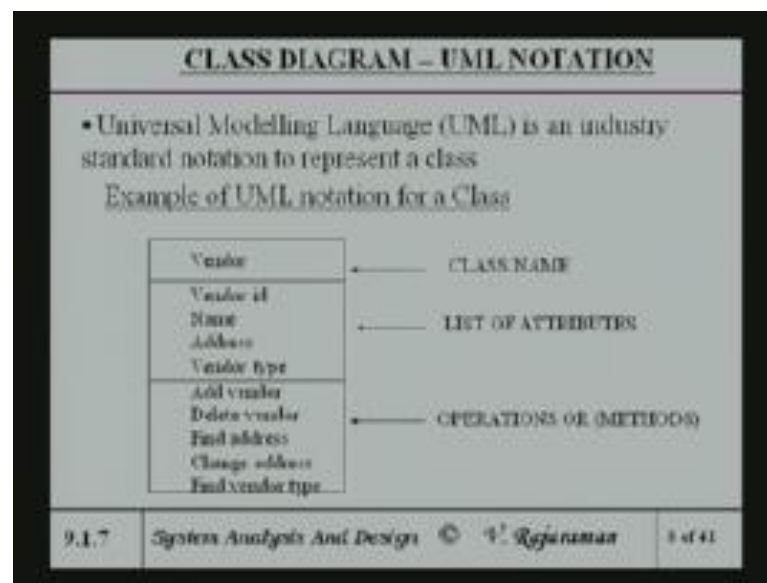 CLASS DIAGRAM – UML NOTATION
• Universal Modelling Language (UML) is an industry
standard notation to represent a class
Example of UML notation for a Class
Vendor
CLASS NAME
Vendor id
Name
Address
Vendor type
LIST OF ATTRIBUTES
Add vendor
Delete vendor
Find address
Change address
Find vendor type
OPERATIONS OR (METHODS)
9.1.7
System Analysis And Design © V. Rajaraman
of 41